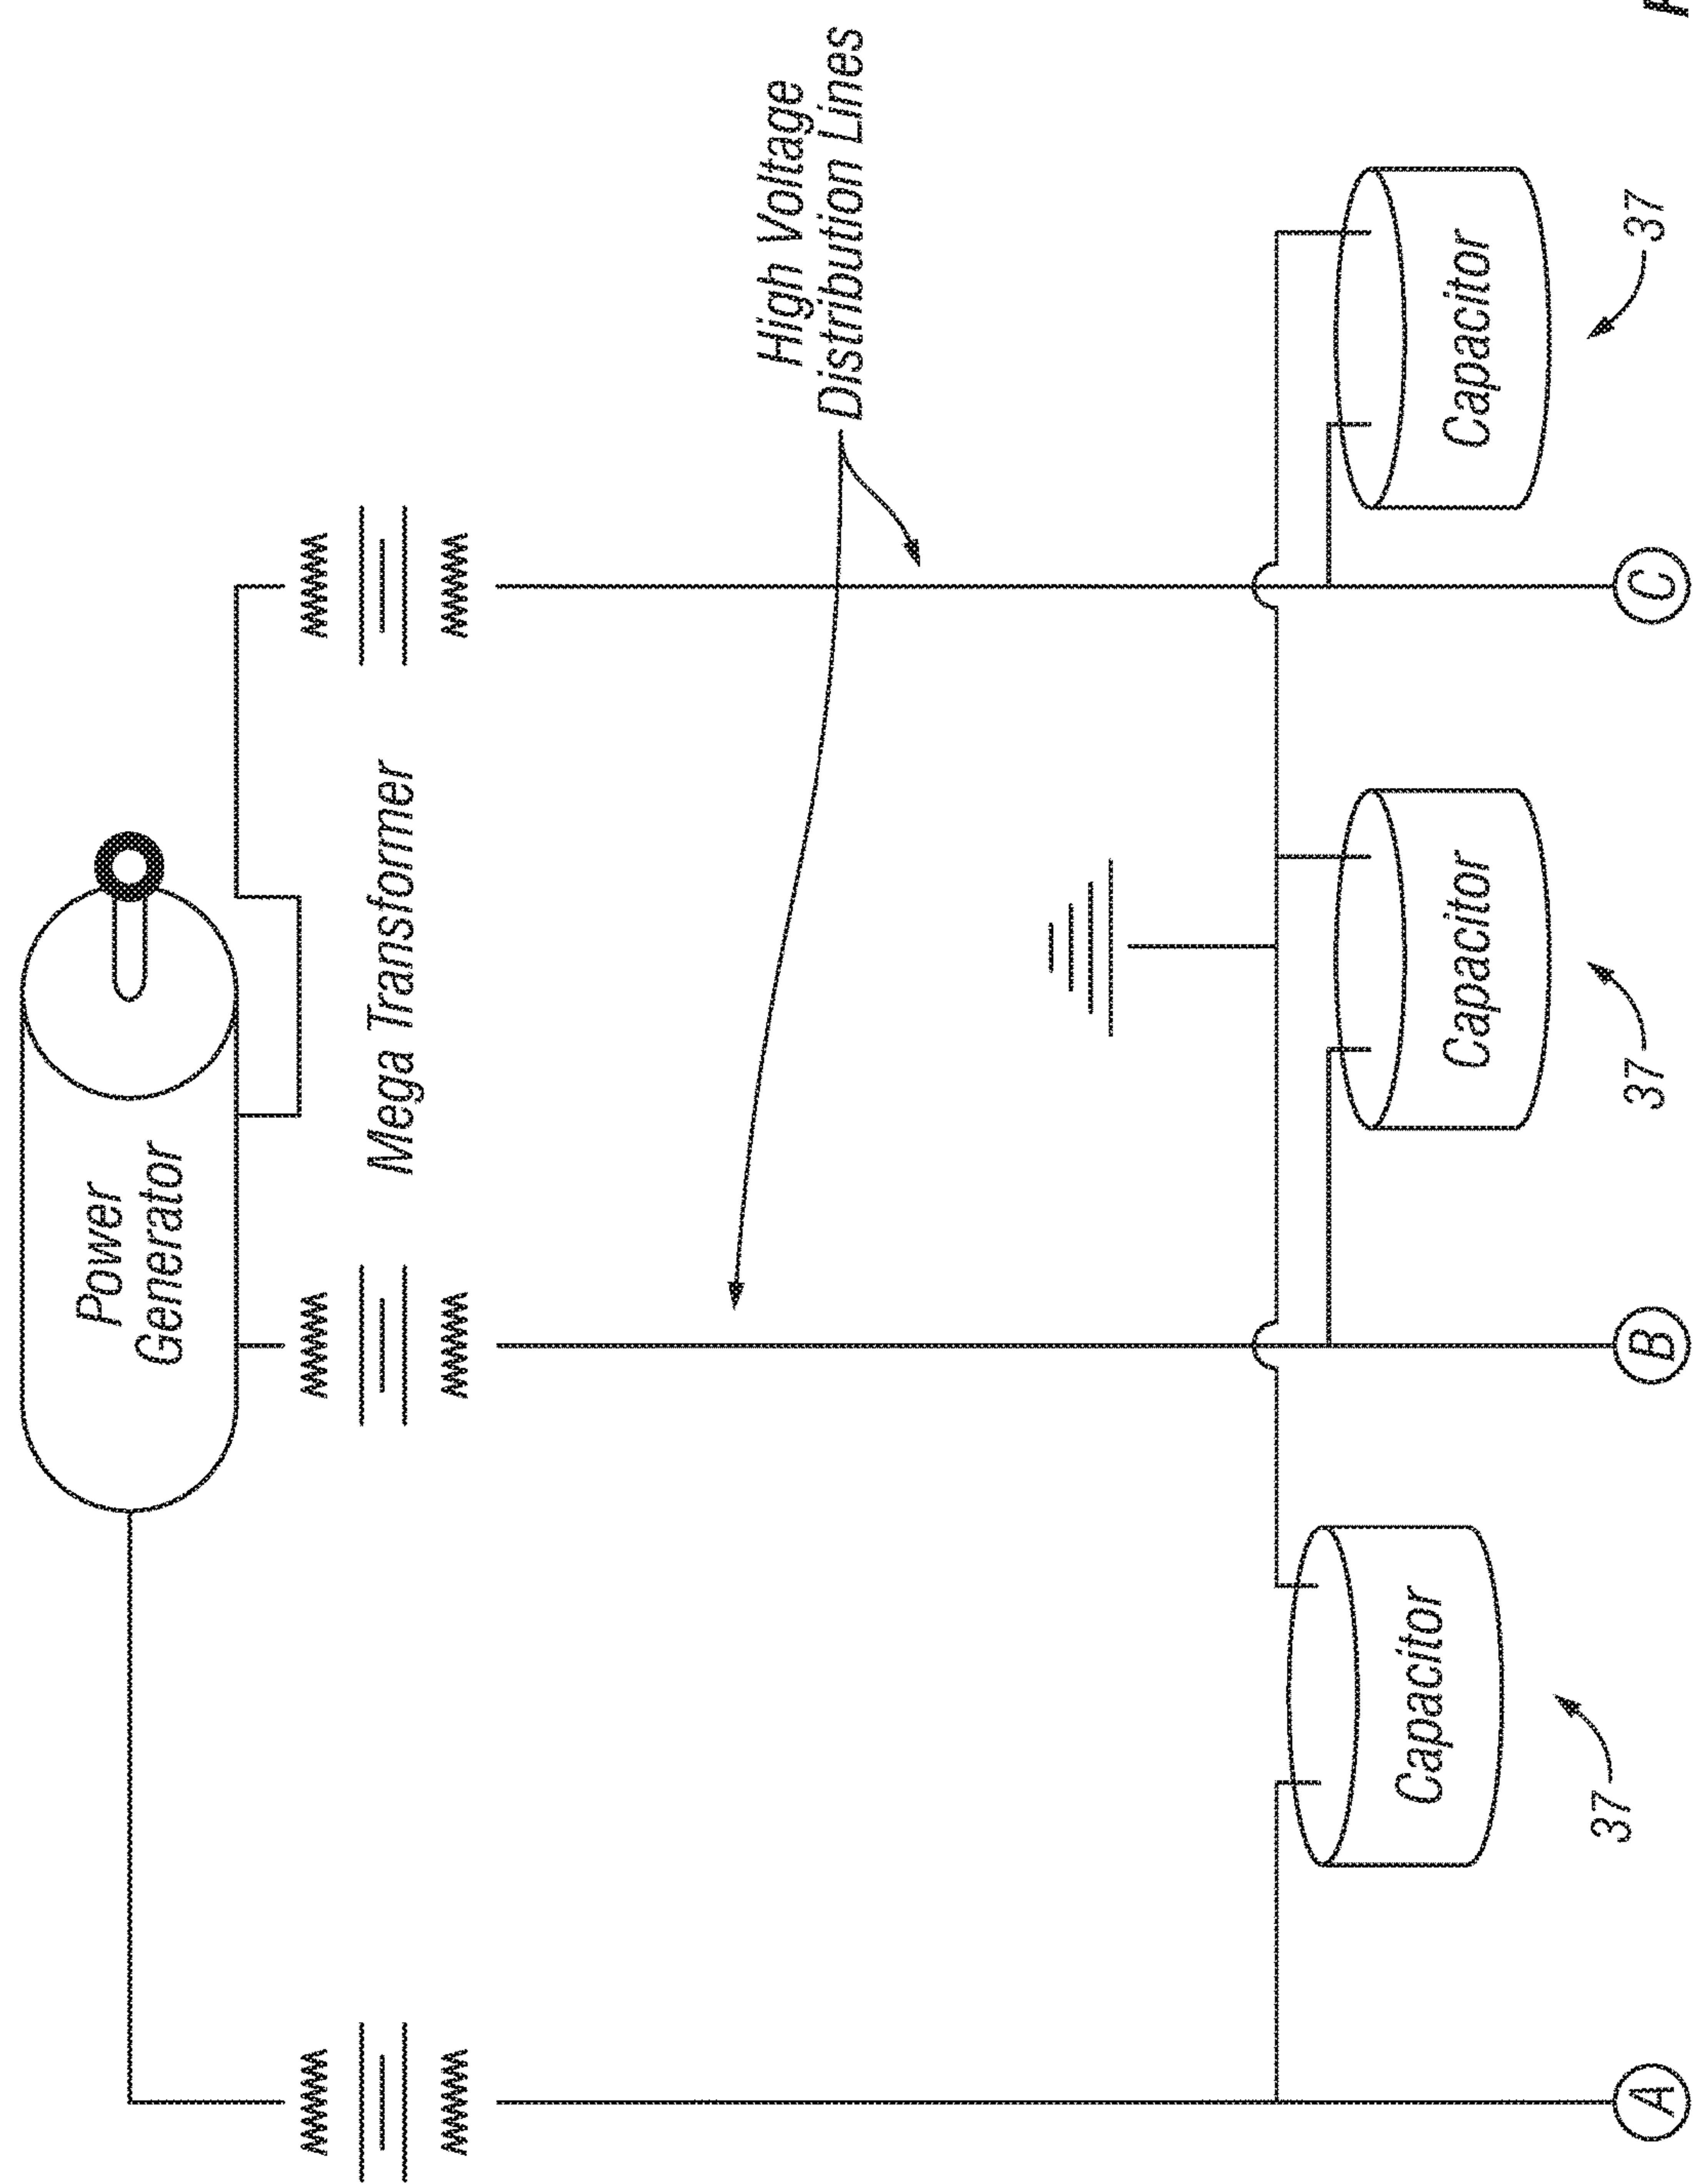 Power
Generator
Mega Transformer
High Voltage
Distribution Lines
Capacitor
37
Capacitor
37
Capacitor
37
A
B
C